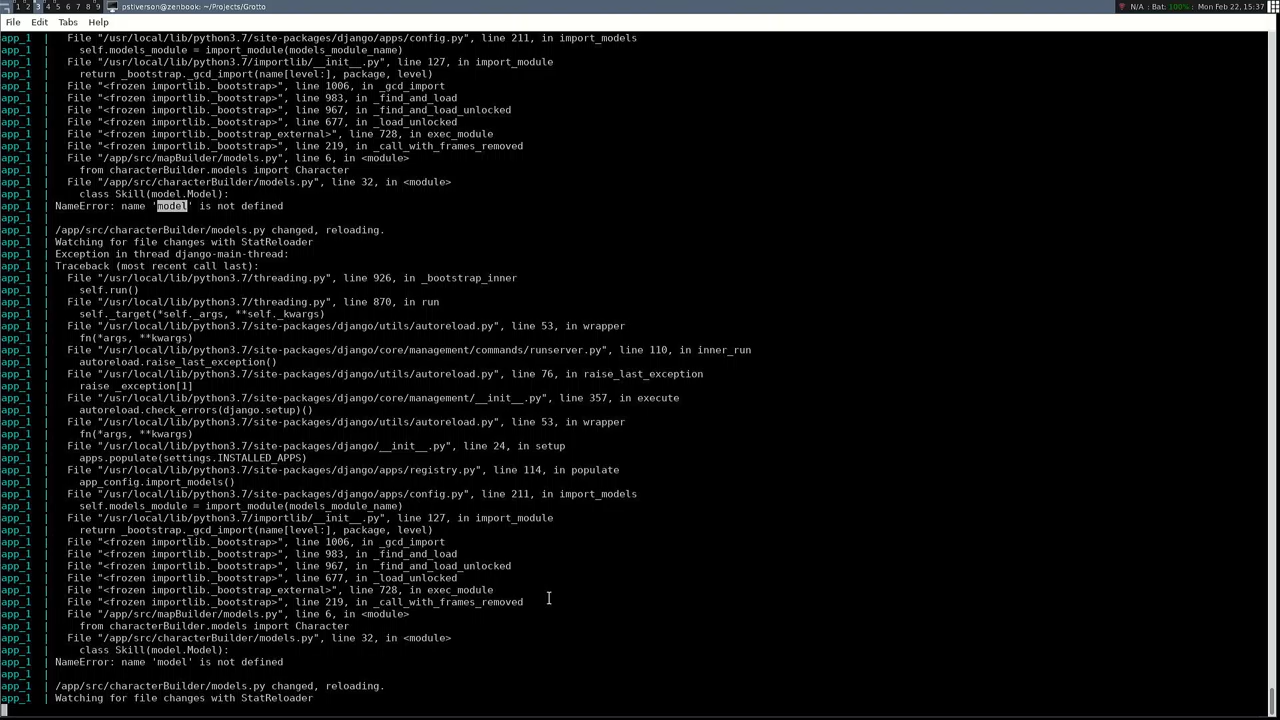 1 2 3 4 5 6 7 8 9 pstiverson@zenbook: ~/Projects/Grotto N/A : Bat: 100% : Mon Feb 22, 15:37
File Edit Tabs Help
app_1 | File "/usr/local/lib/python3.7/site-packages/django/apps/config.py", line 211, in import_models
app_1 | self.models_module = import_module(models_module_name)
app_1 | File "/usr/local/lib/python3.7/importlib/__init__.py", line 127, in import_module
app_1 | return _bootstrap._gcd_import(name[level:], package, level)
app_1 | File "<frozen importlib._bootstrap>", line 1006, in _gcd_import
app_1 | File "<frozen importlib._bootstrap>", line 983, in _find_and_load
app_1 | File "<frozen importlib._bootstrap>", line 967, in _find_and_load_unlocked
app_1 | File "<frozen importlib._bootstrap>", line 677, in _load_unlocked
app_1 | File "<frozen importlib._bootstrap_external>", line 728, in exec_module
app_1 | File "<frozen importlib._bootstrap>", line 219, in _call_with_frames_removed
app_1 | File "/app/src/mapBuilder/models.py", line 6, in <module>
app_1 | from characterBuilder.models import Character
app_1 | File "/app/src/characterBuilder/models.py", line 32, in <module>
app_1 | class Skill(model.Model):
app_1 | NameError: name 'model' is not defined
app_1 |
app_1 | /app/src/characterBuilder/models.py changed, reloading.
app_1 | Watching for file changes with StatReloader
app_1 | Exception in thread django-main-thread:
app_1 | Traceback (most recent call last):
app_1 | File "/usr/local/lib/python3.7/threading.py", line 926, in _bootstrap_inner
app_1 | self.run()
app_1 | File "/usr/local/lib/python3.7/threading.py", line 870, in run
app_1 | self._target(*self._args, **self._kwargs)
app_1 | File "/usr/local/lib/python3.7/site-packages/django/utils/autoreload.py", line 53, in wrapper
app_1 | fn(*args, **kwargs)
app_1 | File "/usr/local/lib/python3.7/site-packages/django/core/management/commands/runserver.py", line 110, in inner_run
app_1 | autoreload.raise_last_exception()
app_1 | File "/usr/local/lib/python3.7/site-packages/django/utils/autoreload.py", line 76, in raise_last_exception
app_1 | raise _exception[1]
app_1 | File "/usr/local/lib/python3.7/site-packages/django/core/management/__init__.py", line 357, in execute
app_1 | autoreload.check_errors(django.setup)()
app_1 | File "/usr/local/lib/python3.7/site-packages/django/utils/autoreload.py", line 53, in wrapper
app_1 | fn(*args, **kwargs)
app_1 | File "/usr/local/lib/python3.7/site-packages/django/__init__.py", line 24, in setup
app_1 | apps.populate(settings.INSTALLED_APPS)
app_1 | File "/usr/local/lib/python3.7/site-packages/django/apps/registry.py", line 114, in populate
app_1 | app_config.import_models()
app_1 | File "/usr/local/lib/python3.7/site-packages/django/apps/config.py", line 211, in import_models
app_1 | self.models_module = import_module(models_module_name)
app_1 | File "/usr/local/lib/python3.7/importlib/__init__.py", line 127, in import_module
app_1 | return _bootstrap._gcd_import(name[level:], package, level)
app_1 | File "<frozen importlib._bootstrap>", line 1006, in _gcd_import
app_1 | File "<frozen importlib._bootstrap>", line 983, in _find_and_load
app_1 | File "<frozen importlib._bootstrap>", line 967, in _find_and_load_unlocked
app_1 | File "<frozen importlib._bootstrap>", line 677, in _load_unlocked
app_1 | File "<frozen importlib._bootstrap_external>", line 728, in exec_module
app_1 | File "<frozen importlib._bootstrap>", line 219, in _call_with_frames_removed
app_1 | File "/app/src/mapBuilder/models.py", line 6, in <module>
app_1 | from characterBuilder.models import Character
app_1 | File "/app/src/characterBuilder/models.py", line 32, in <module>
app_1 | class Skill(model.Model):
app_1 | NameError: name 'model' is not defined
app_1 |
app_1 | /app/src/characterBuilder/models.py changed, reloading.
app_1 | Watching for file changes with StatReloader